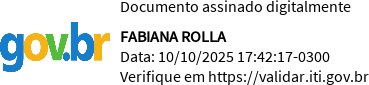 Documento assinado digitalmente
gov.br
FABIANA ROLLA
Data: 10/10/2025 17:42:17-0300
Verifique em https://validar.iti.gov.br